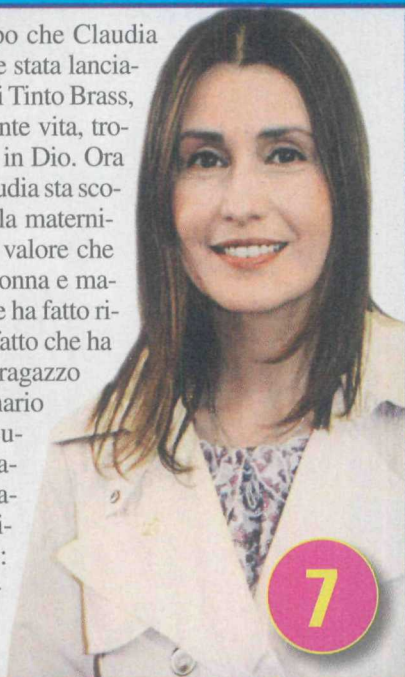 po che Claudia
e stata lancia-
i Tinto Brass,
nte vita, tro-
in Dio. Ora
udia sta sco-
la materni-
valore che
onna e ma-
e ha fatto ri-
fatto che ha
ragazzo
nario
u-
a-
a-
i-
:
7